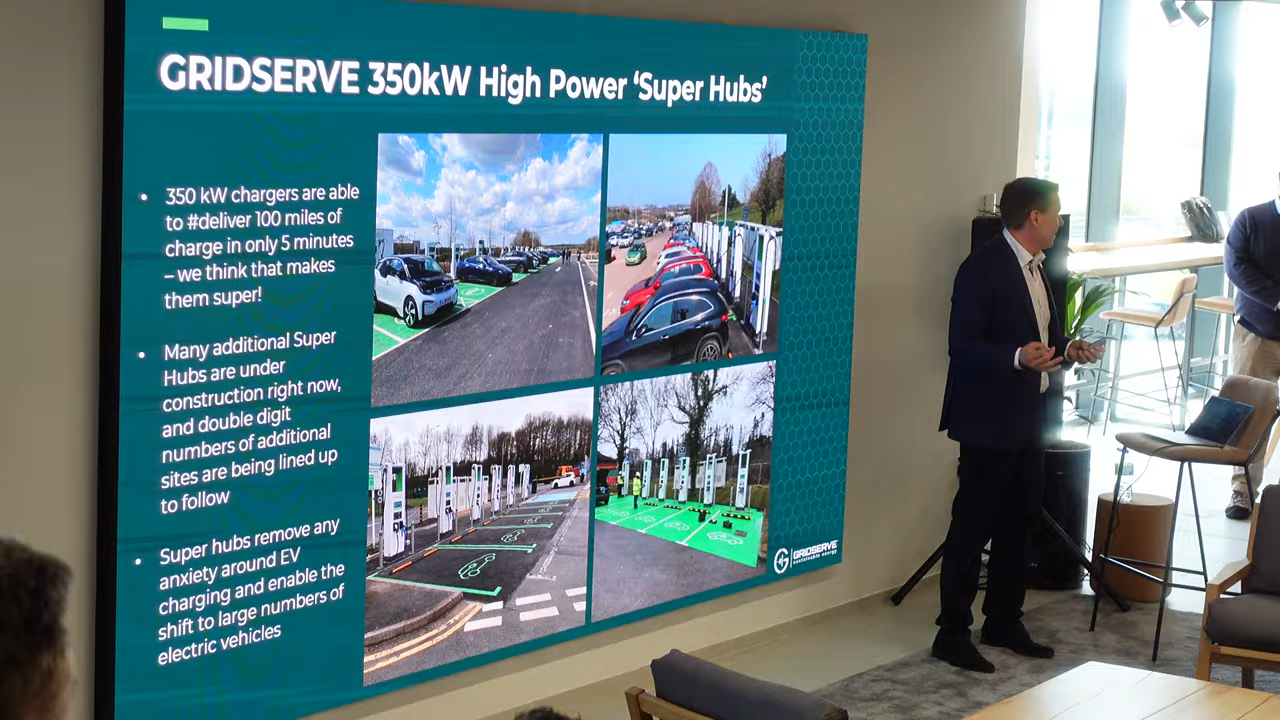 GRIDSERVE 350kW High Power ‘Super Hubs’
• 350 kW chargers are able
to #deliver 100 miles of
charge in only 5 minutes
– we think that makes
them super!
• Many additional Super
Hubs are under
construction right now,
and double digit
numbers of additional
sites are being lined up
to follow
• Super hubs remove any
anxiety around EV
charging and enable the
shift to large numbers of
electric vehicles
GRIDSERVE
sustainable energy